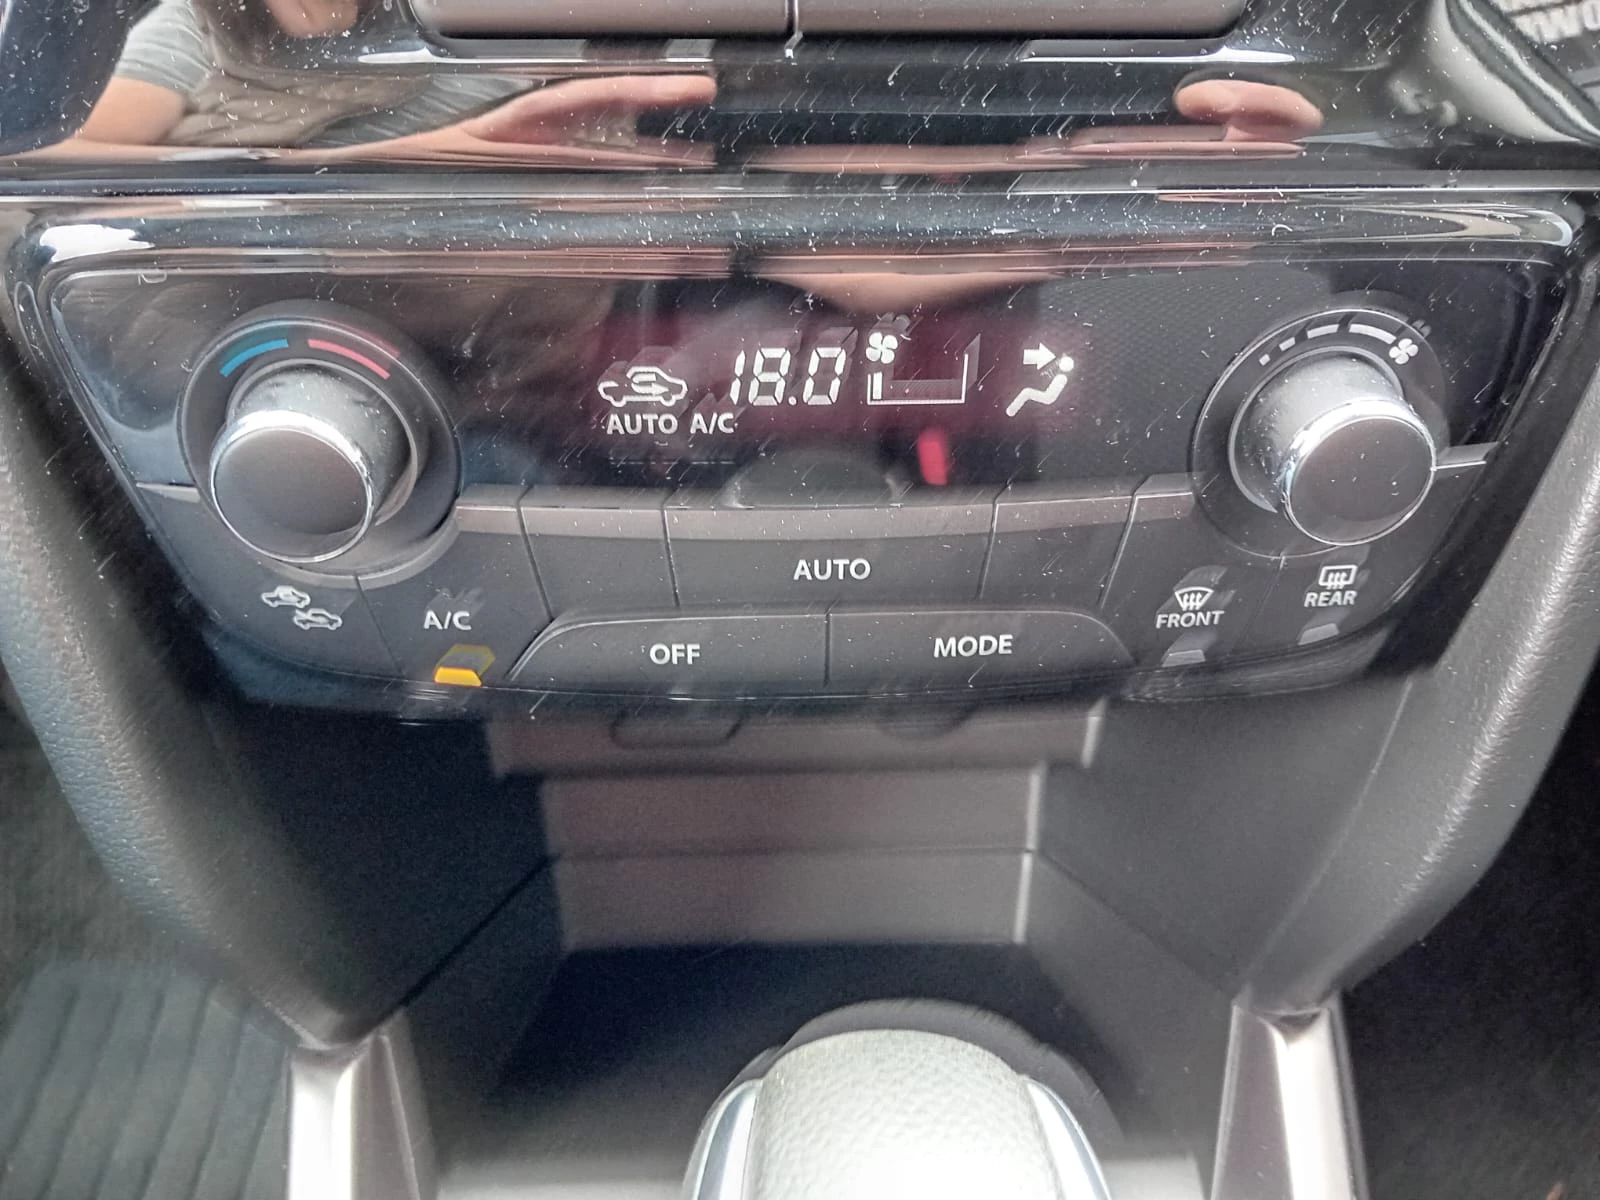 18.0
AUTO A/C
AUTO
A/C
OFF
MODE
FRONT
REAR